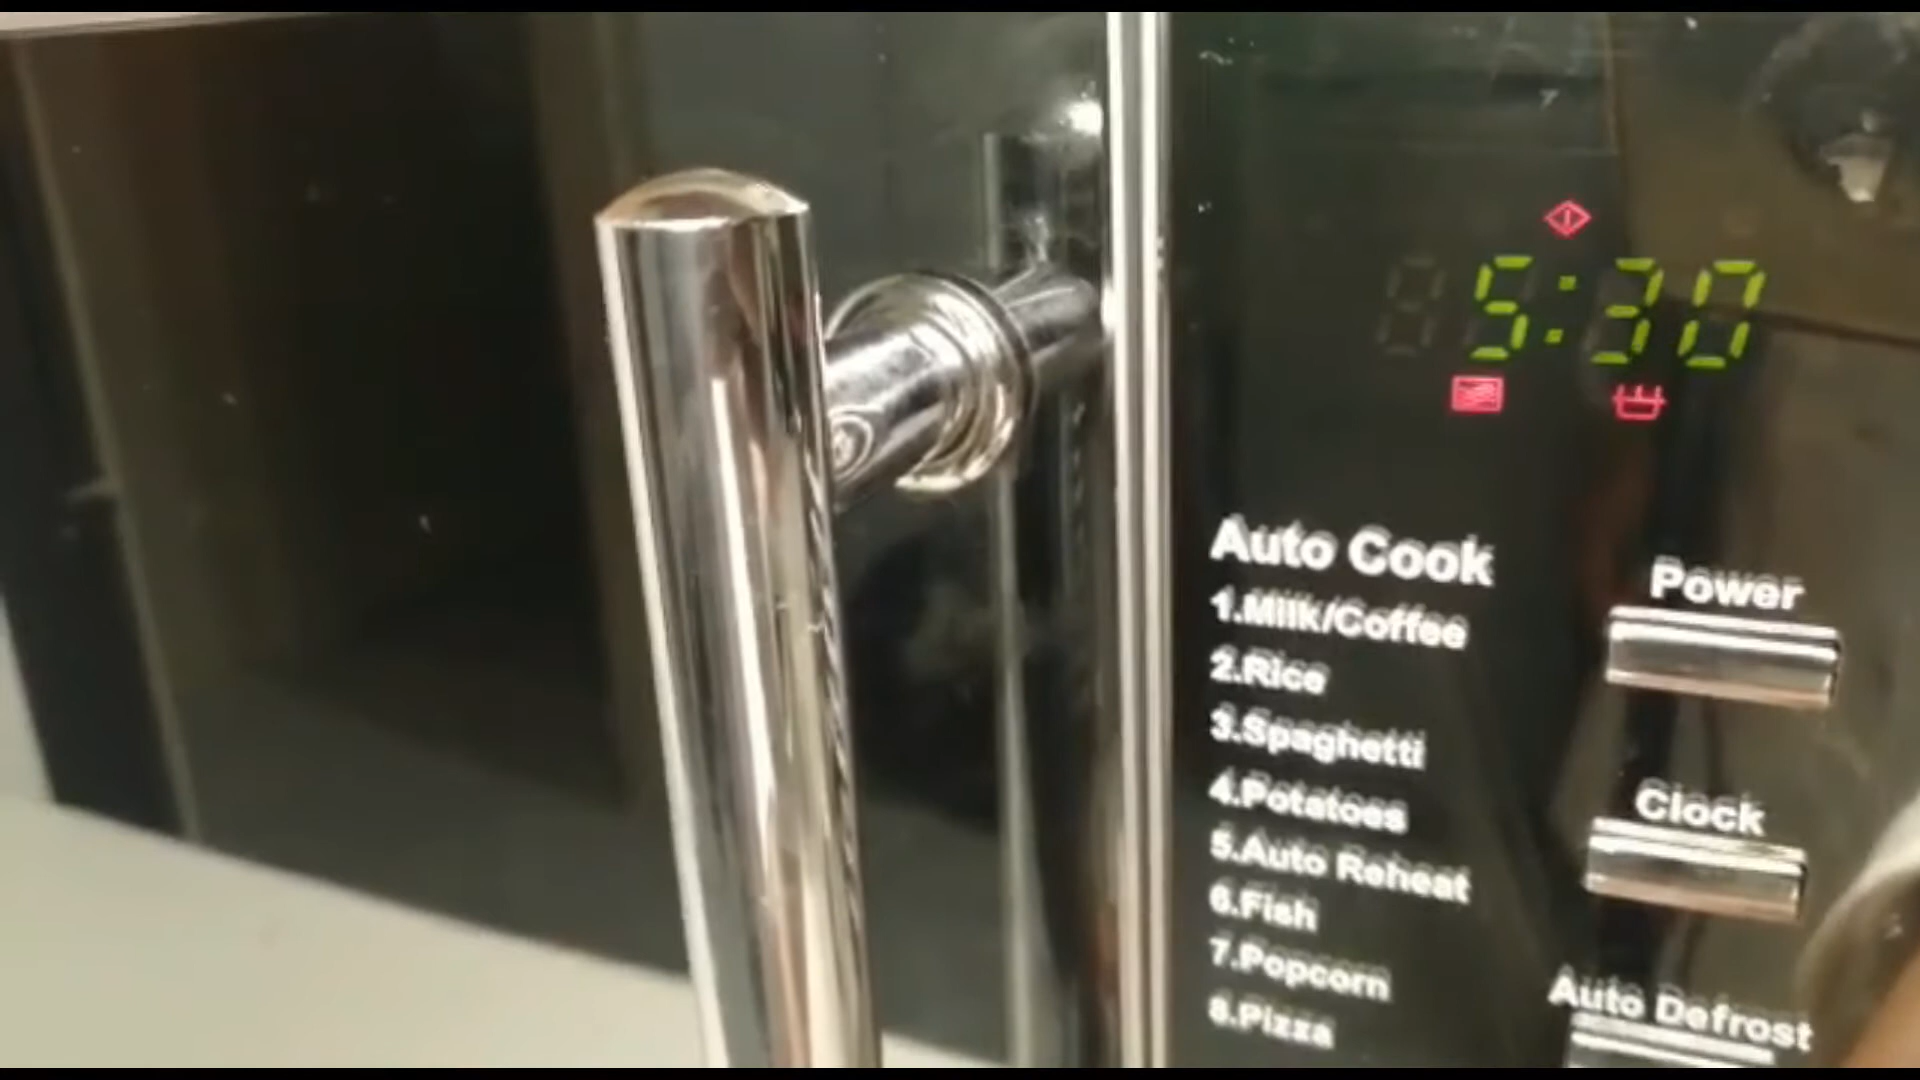 5:30
Auto Cook
1.Milk/Coffee
2.Rice
3.Spaghetti
4.Potatoes
5.Auto Reheat
6.Fish
7.Popcorn
8.Pizza
Power
Clock
Auto Defrost